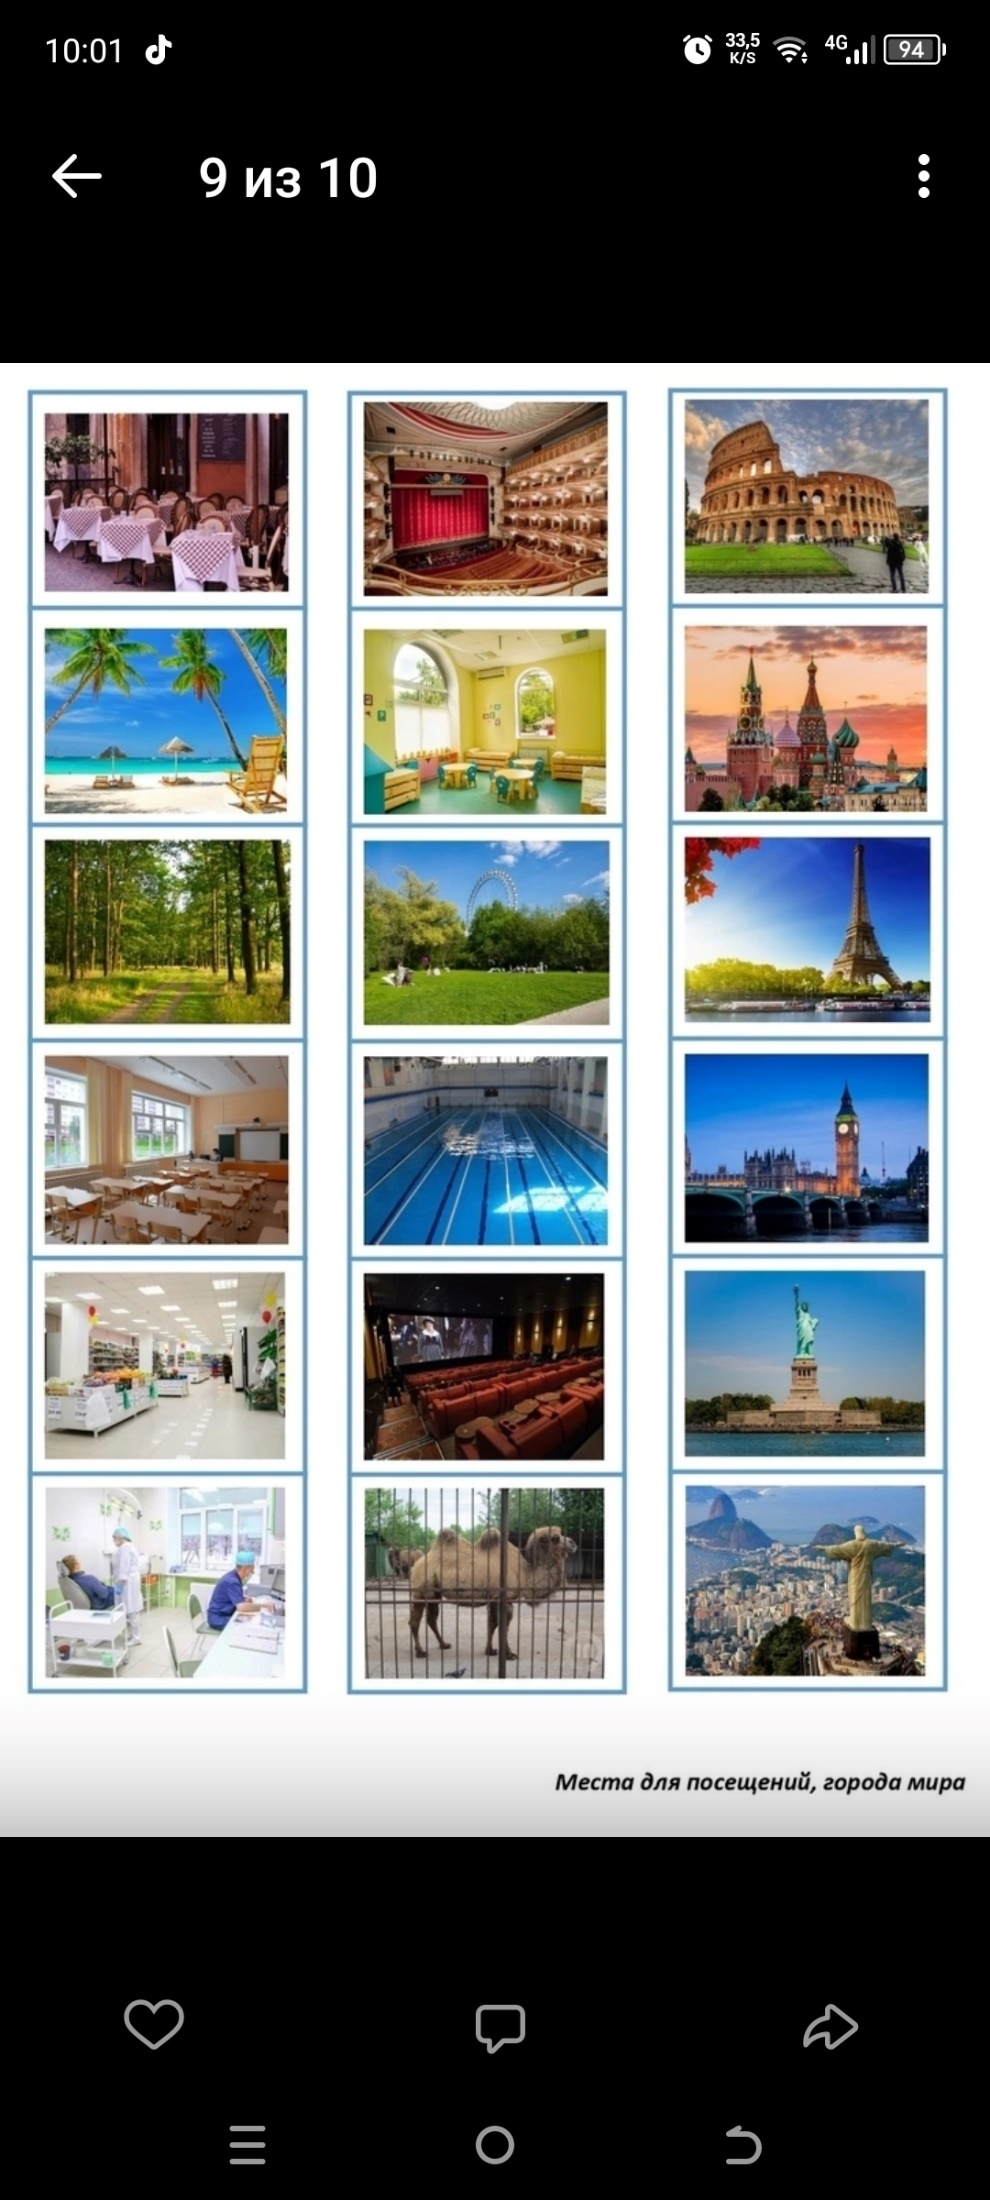 10:01
33,5
K/S
4G
94
9 из 10
Места для посещений, города мира